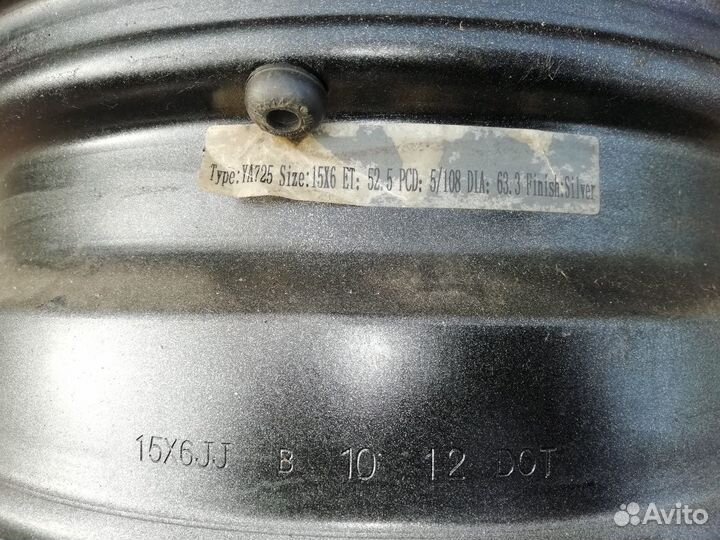 Type:YA725 Size:15X6 ET: 52.5 PCD: 5/108 DIA: 63.3 Finish:Silver
15X6JJ B 10 12 DOT
Avito